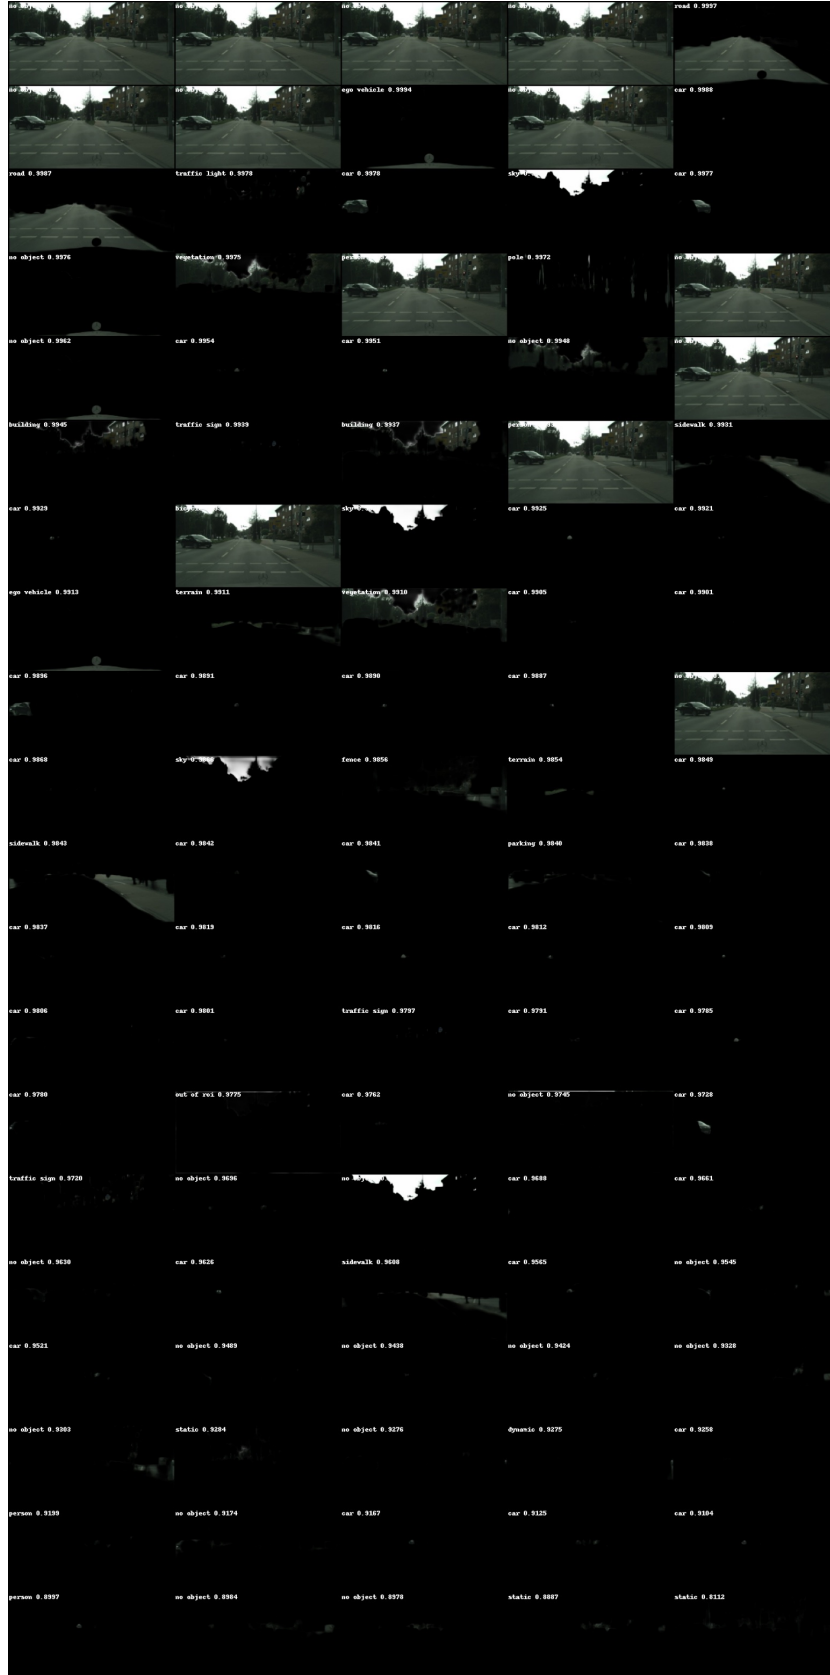 road 0.9997
ego vehicle 0.9994
car 0.9988
road 0.9987
traffic light 0.9978
car 0.9978
sky
car 0.9977
no object 0.9976
vegetation 0.9975
pole 0.9972
no object 0.9962
car 0.9954
car 0.9951
no object 0.9948
building 0.9945
traffic sign 0.9939
building 0.9937
sidewalk 0.9931
car 0.9929
sky
car 0.9925
car 0.9921
ego vehicle 0.9913
terrain 0.9911
vegetation 0.9910
car 0.9905
car 0.9901
car 0.9896
car 0.9891
car 0.9890
car 0.9887
car 0.9868
sky
fence 0.9856
terrain 0.9854
car 0.9849
sidewalk 0.9843
car 0.9842
car 0.9841
parking 0.9840
car 0.9838
car 0.9837
car 0.9819
car 0.9816
car 0.9812
car 0.9809
car 0.9806
car 0.9801
traffic sign 0.9797
car 0.9791
car 0.9785
car 0.9780
out of roi 0.9775
car 0.9762
no object 0.9745
car 0.9728
traffic sign 0.9720
no object 0.9696
no
car 0.9688
car 0.9661
no object 0.9630
car 0.9626
sidewalk 0.9608
car 0.9565
no object 0.9545
car 0.9521
no object 0.9489
no object 0.9438
no object 0.9424
no object 0.9328
no object 0.9303
static 0.9284
no object 0.9276
dynamic 0.9275
car 0.9258
person 0.9199
no object 0.9174
car 0.9167
car 0.9125
car 0.9104
person 0.8997
no object 0.8984
no object 0.8978
static 0.8887
static 0.8112